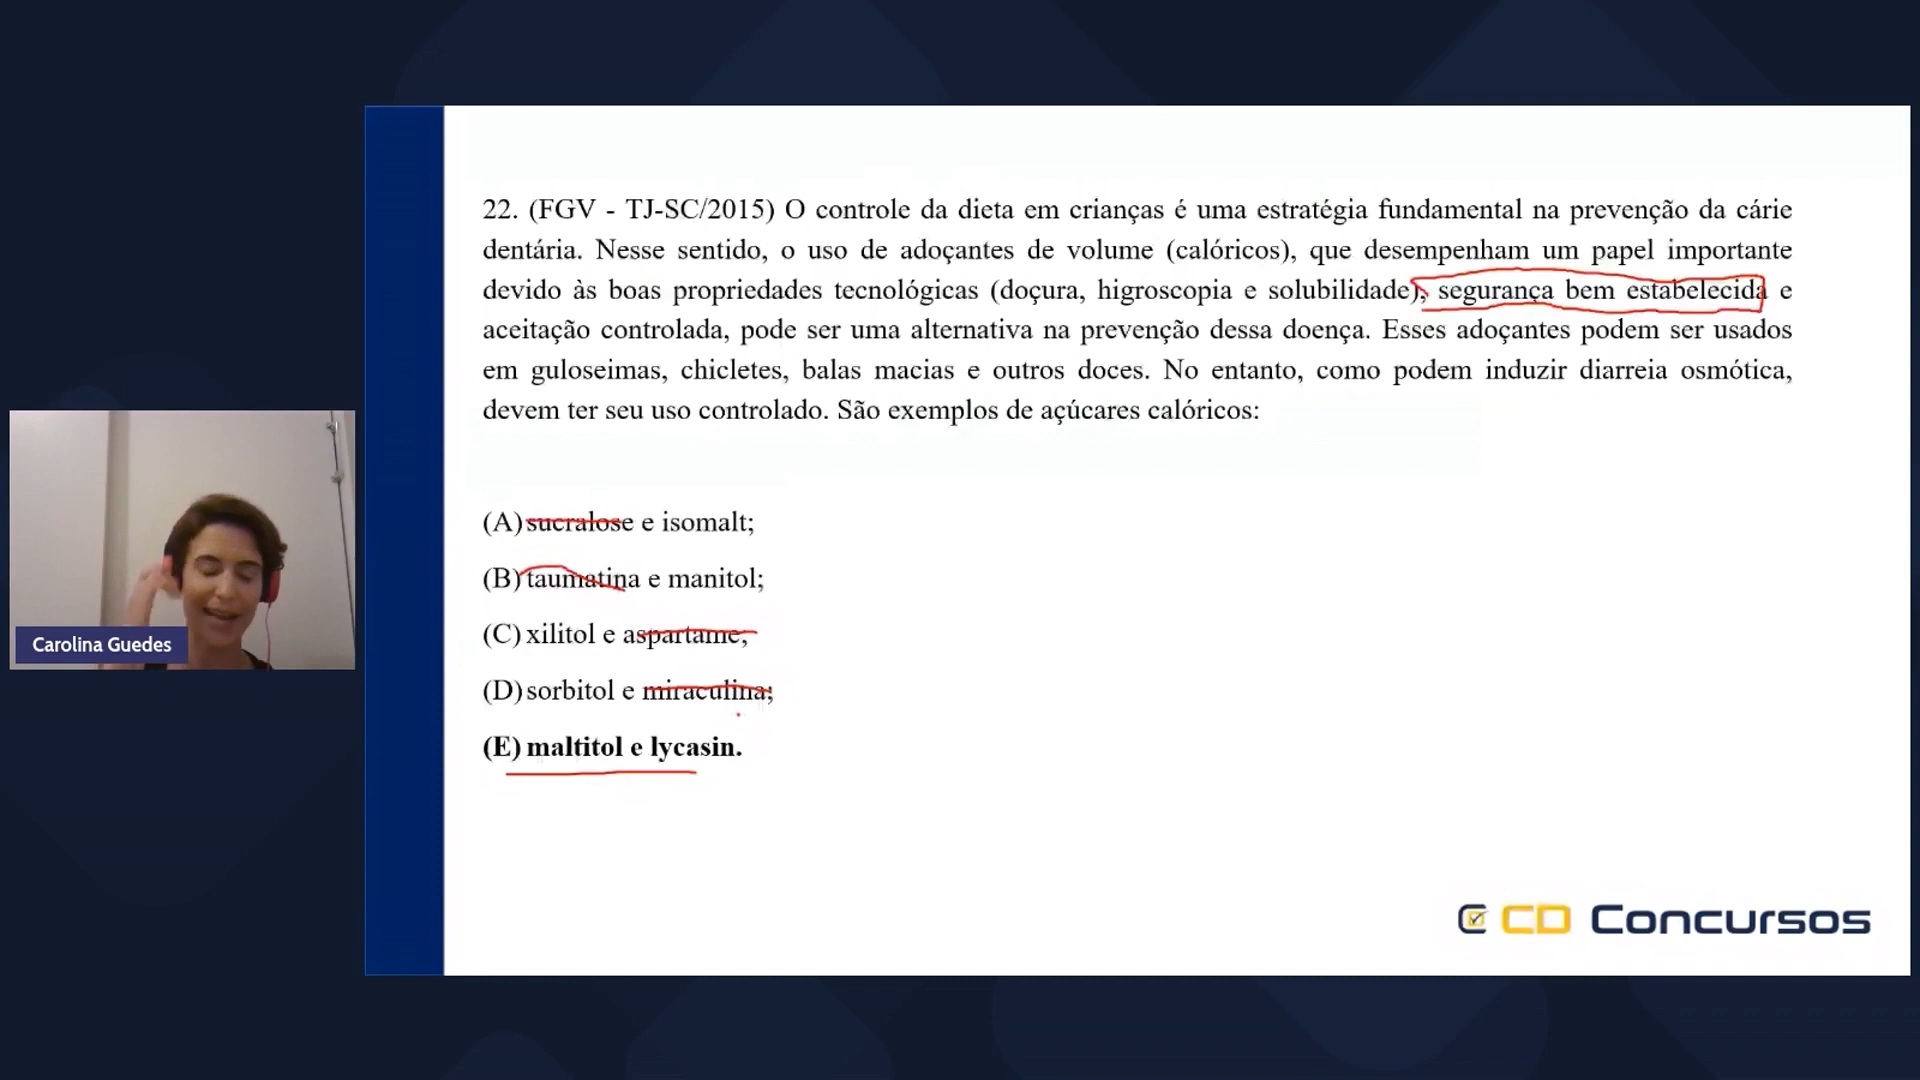 22. (FGV - TJ-SC/2015) O controle da dieta em crianças é uma estratégia fundamental na prevenção da cárie
dentária. Nesse sentido, o uso de adoçantes de volume (calóricos), que desempenham um papel importante
devido às boas propriedades tecnológicas (doçura, higroscopia e solubilidade), segurança bem estabelecida e
aceitação controlada, pode ser uma alternativa na prevenção dessa doença. Esses adoçantes podem ser usados
em guloseimas, chicletes, balas macias e outros doces. No entanto, como podem induzir diarreia osmótica,
devem ter seu uso controlado. São exemplos de açúcares calóricos:
(A) sucralose e isomalt;
(B) taumatina e manitol;
(C) xilitol e aspartame;
(D) sorbitol e miraculina;
(E) maltitol e lycasin.
Carolina Guedes
CD Concursos